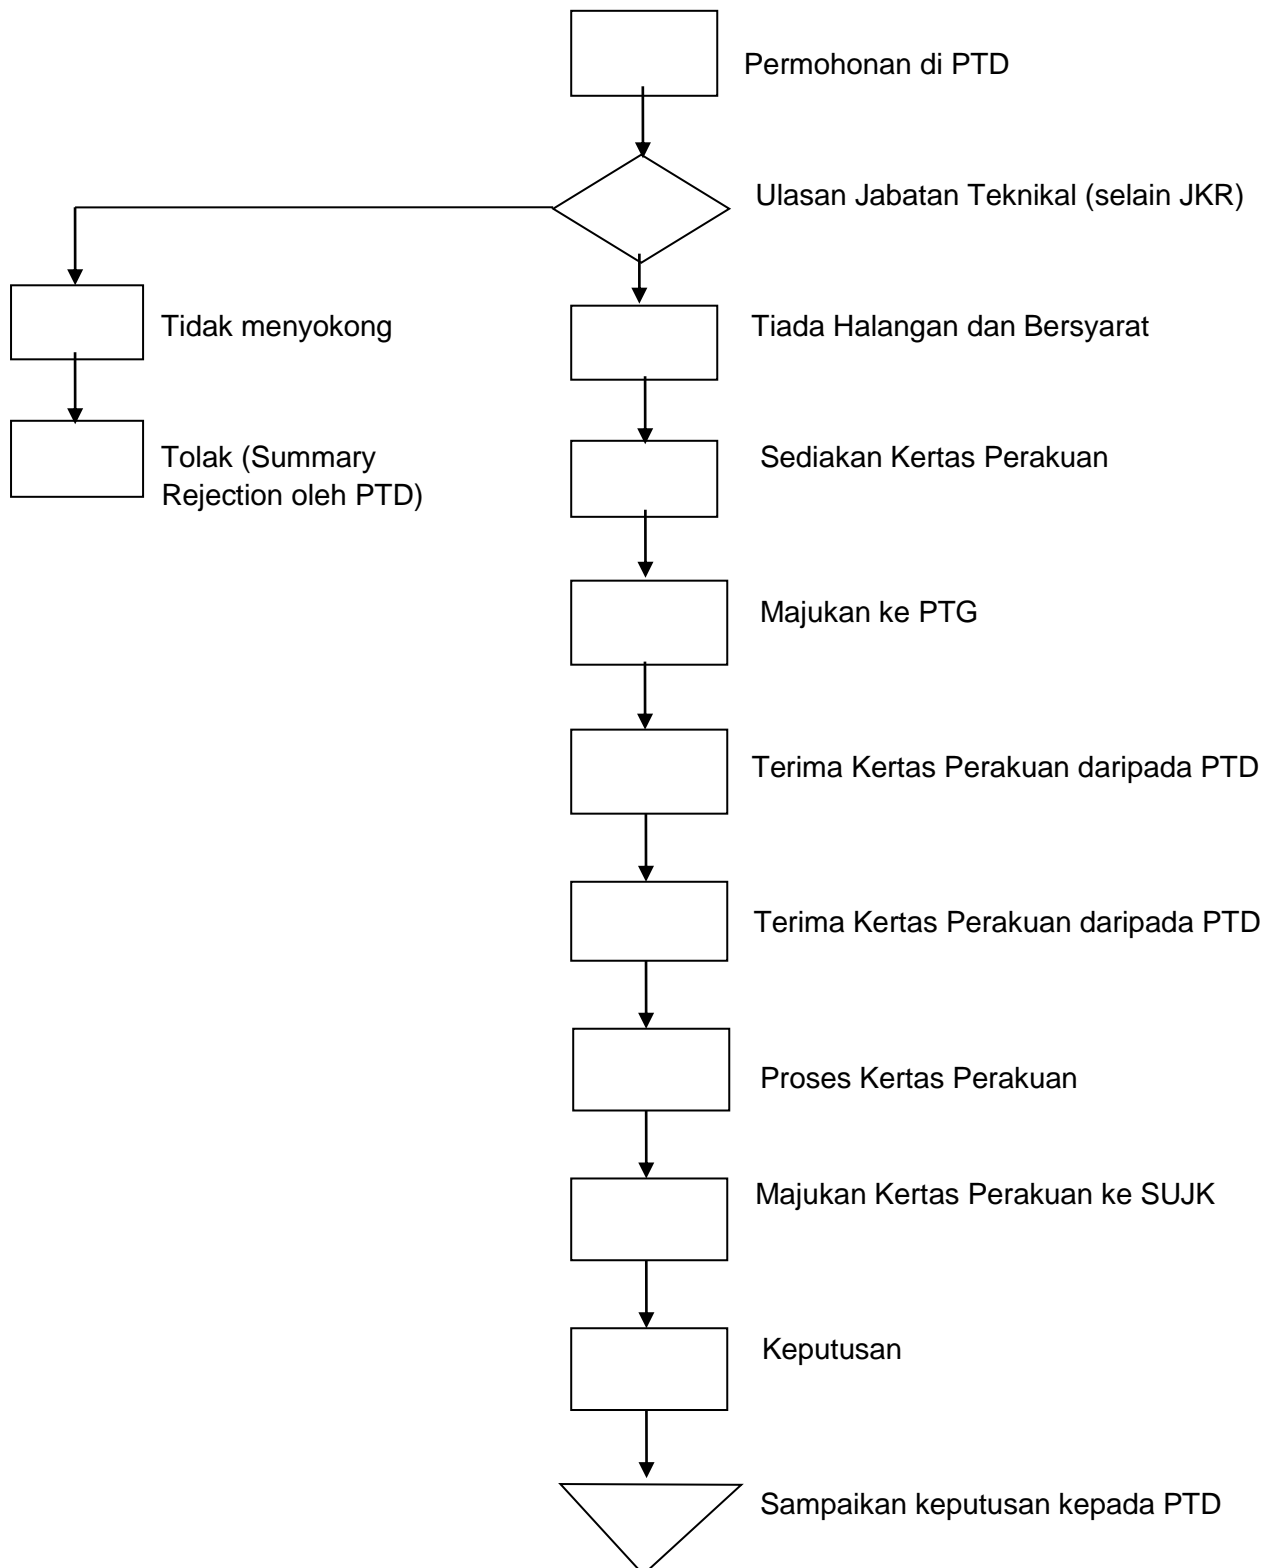 Permohonan di PTD
Ulasan Jabatan Teknikal (selain JKR)
Tidak menyokong
Tiada Halangan dan Bersyarat
Tolak (Summary
Rejection oleh PTD)
Sediakan Kertas Perakuan
Majukan ke PTG
Terima Kertas Perakuan daripada PTD
Terima Kertas Perakuan daripada PTD
Proses Kertas Perakuan
Majukan Kertas Perakuan ke SUJK
Keputusan
Sampaikan keputusan kepada PTD